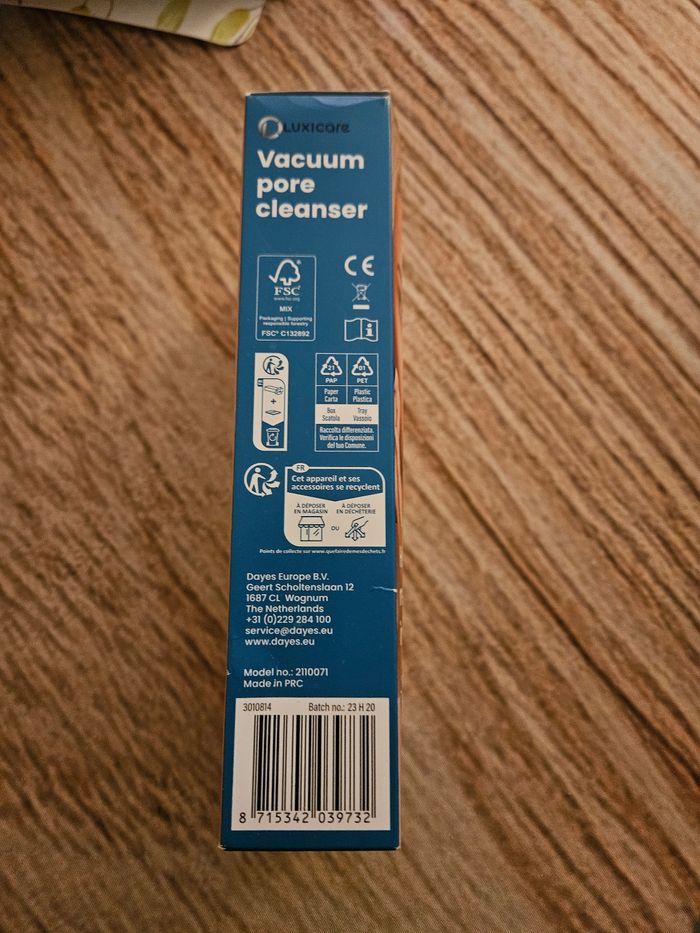 LUXICARE
Vacuum
pore
cleanser
FSC
www.fsc.org
MIX
Packaging | Supporting
responsible forestry
FSC® C132892
CE
i
21
PAP
01
PET
Paper
Carta
Plastic
Plastica
Box
Scatola
Tray
Vassoio
Raccolta differenziata.
Verifica le disposizioni
del tuo Comune.
+
FR
Cet appareil et ses
accessoires se recyclent
À DÉPOSER
EN MAGASIN
OU
À DÉPOSER
EN DÉCHÈTERIE
Points de collecte sur www.quefairedemesdechets.fr
Dayes Europe B.V.
Geert Scholtenslaan 12
1687 CL Wognum
The Netherlands
+31 (0)229 284 100
service@dayes.eu
www.dayes.eu
Model no.: 2110071
Made in PRC
3010814 Batch no.: 23 H 20
8 715342 039732